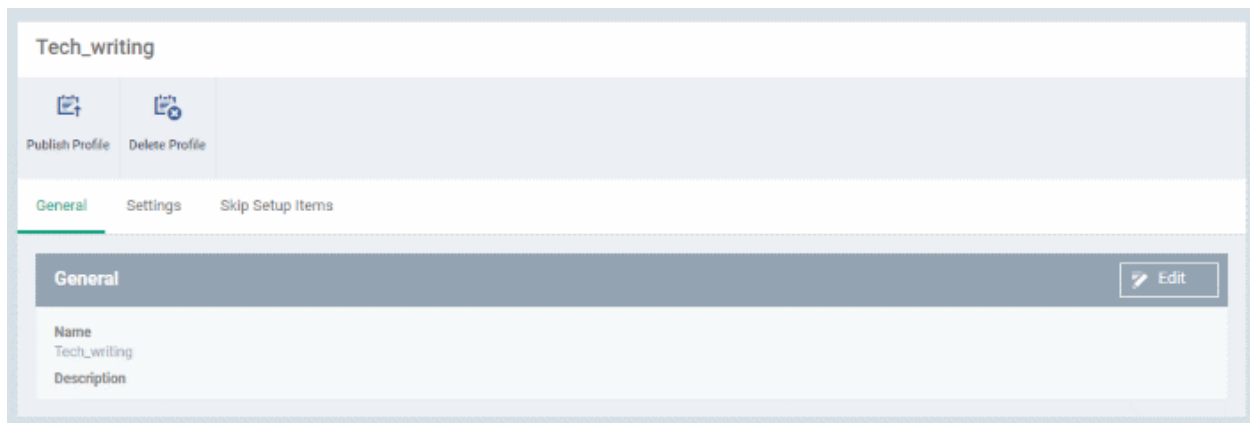 Tech_writing
Publish Profile Delete Profile
General Settings Skip Setup Items
General Edit
Name
Tech_writing
Description